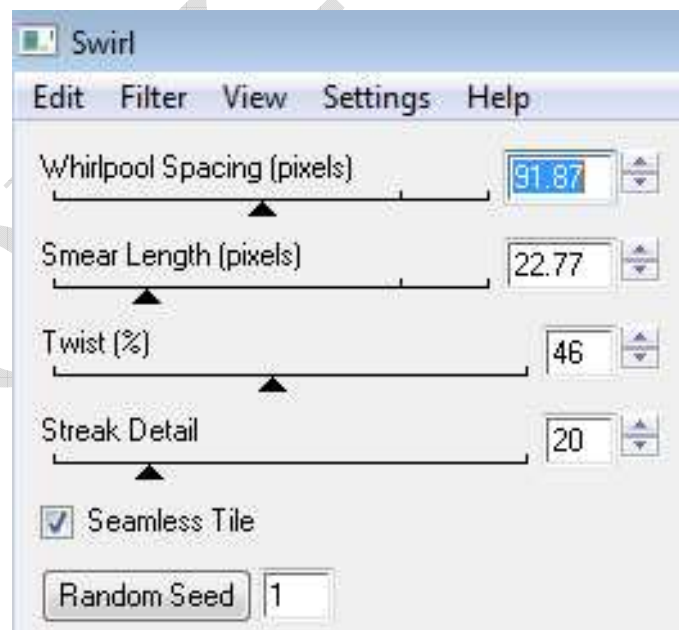 Swirl
Edit Filter View Settings Help
Whirlpool Spacing (pixels) 91.87
Smear Length (pixels) 22.77
Twist (%) 46
Streak Detail 20
Seamless Tile
Random Seed 1